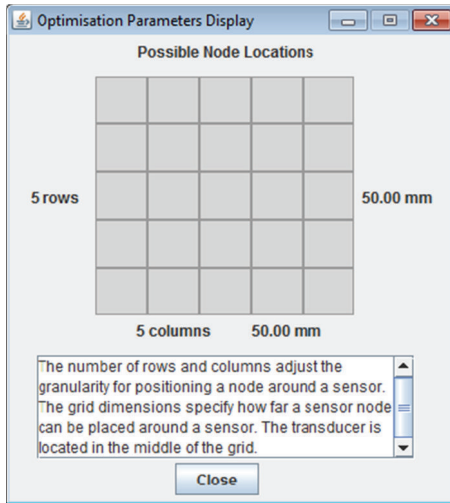 Optimisation Parameters Display
Possible Node Locations
5 rows
50.00 mm
5 columns
50.00 mm
The number of rows and columns adjust the
granularity for positioning a node around a sensor.
The grid dimensions specify how far a sensor node
can be placed around a sensor. The transducer is
located in the middle of the grid.
Close